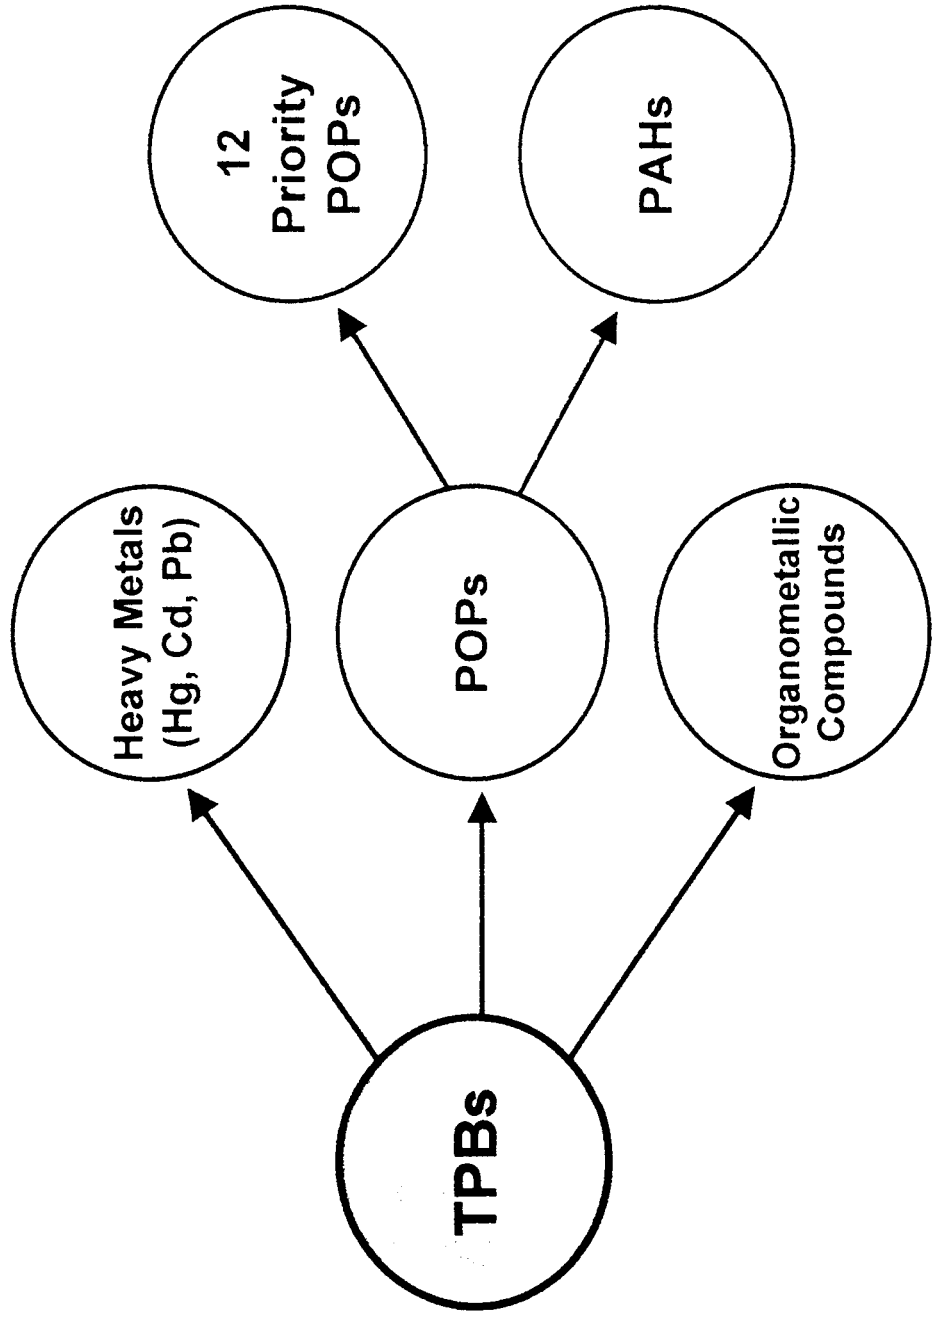 TPBs
Heavy Metals
(Hg, Cd, Pb)
POPs
Organometallic
Compounds
12
Priority
POPs
PAHs